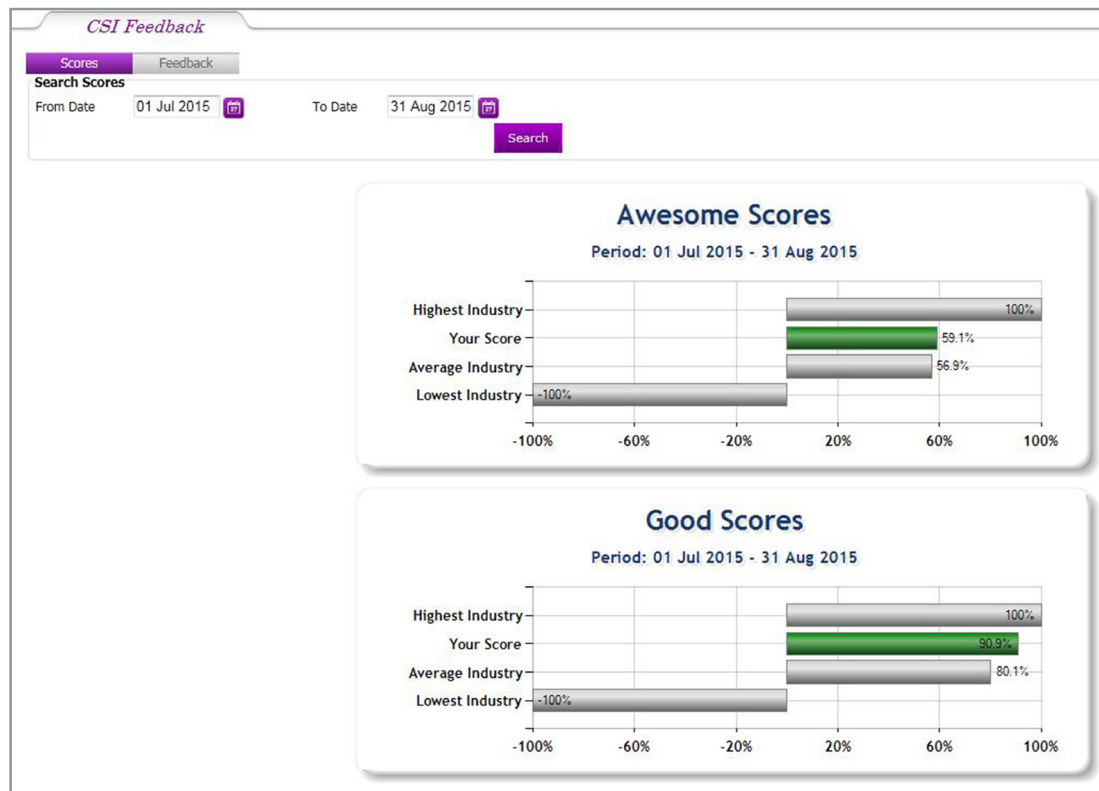 CSI Feedback
Scores Feedback
Search Scores
From Date 01 Jul 2015 To Date 31 Aug 2015
Search
Awesome Scores
Period: 01 Jul 2015 - 31 Aug 2015
Highest Industry 100%
Your Score 59.1%
Average Industry 56.9%
Lowest Industry -100%
-100% -60% -20% 20% 60% 100%
Good Scores
Period: 01 Jul 2015 - 31 Aug 2015
Highest Industry 100%
Your Score 90.9%
Average Industry 80.1%
Lowest Industry -100%
-100% -60% -20% 20% 60% 100%